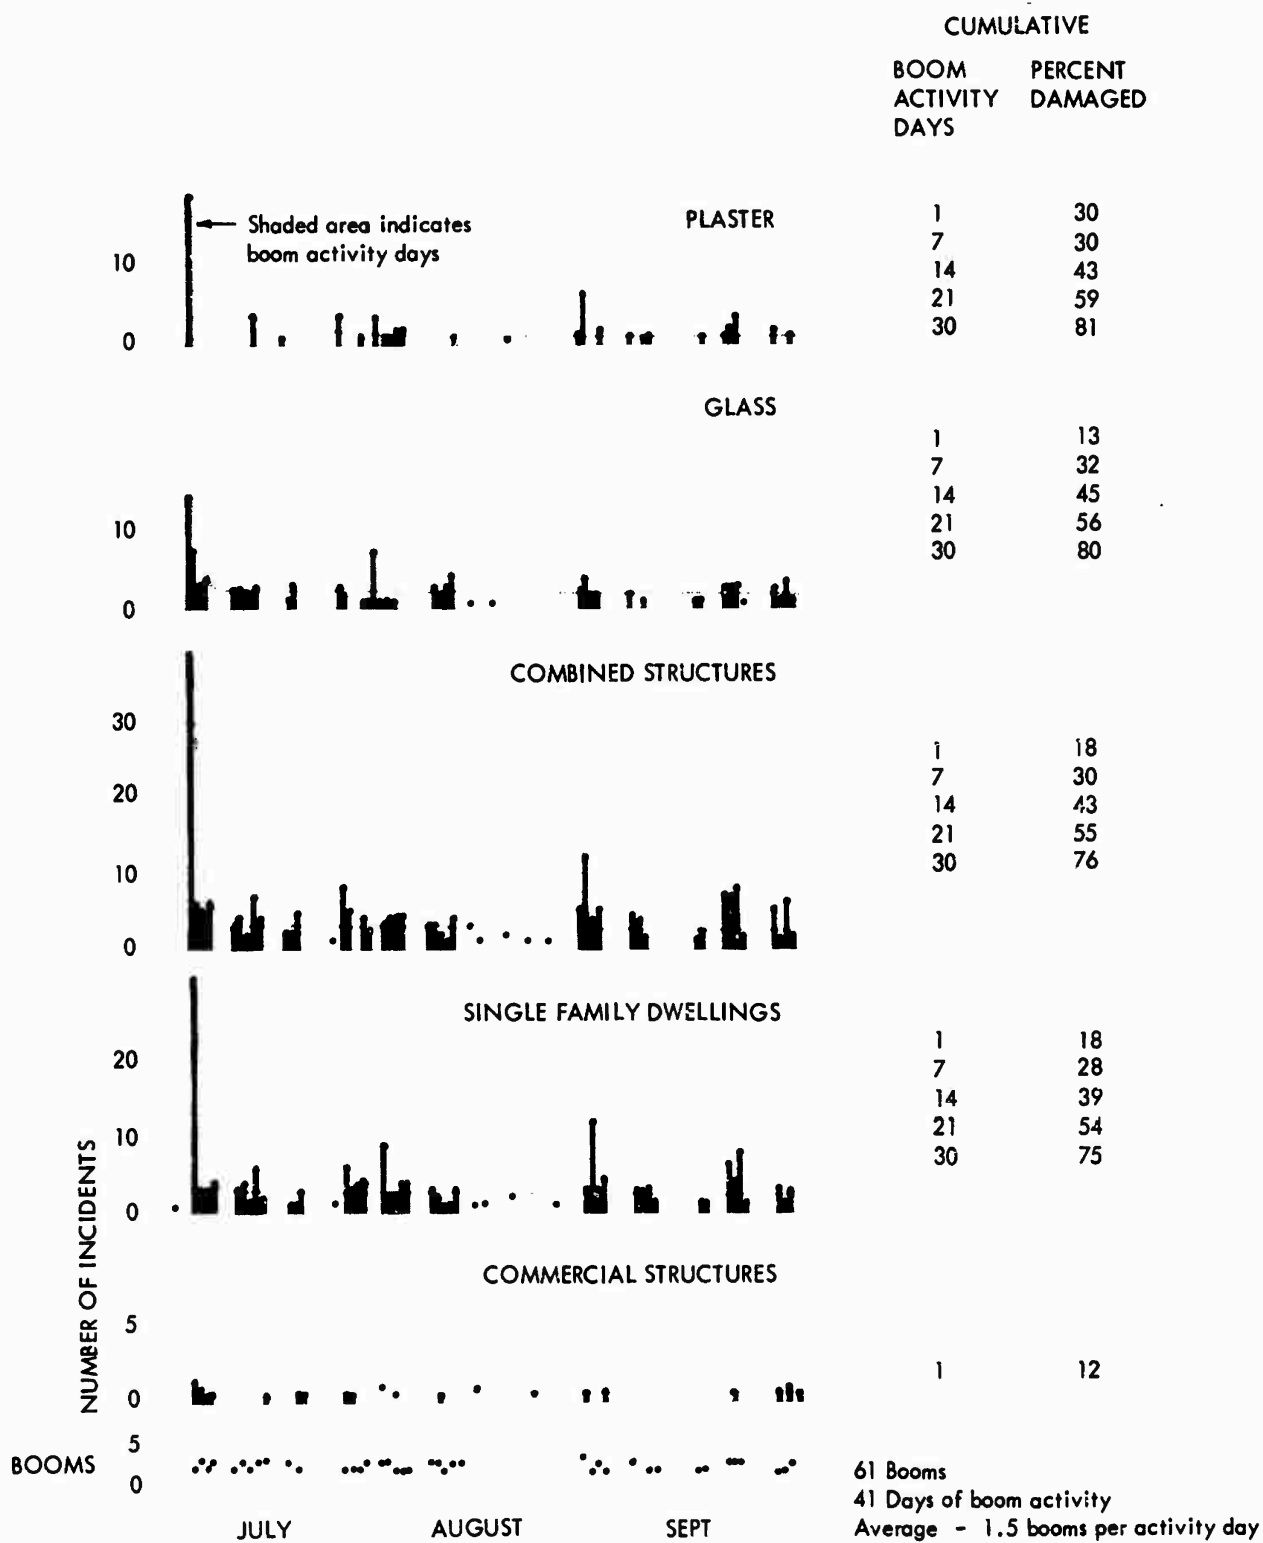 CUMULATIVE
BOOM ACTIVITY DAYS
PERCENT DAMAGED
PLASTER
Shaded area indicates
boom activity days
10
0
1 30
7 30
14 43
21 59
30 81
GLASS
10
0
1 13
7 32
14 45
21 56
30 80
COMBINED STRUCTURES
30
20
10
0
1 18
7 30
14 43
21 55
30 76
SINGLE FAMILY DWELLINGS
20
10
0
1 18
7 28
14 39
21 54
30 75
NUMBER OF INCIDENTS
COMMERCIAL STRUCTURES
5
0
1 12
BOOMS
5
0
JULY AUGUST SEPT
61 Booms
41 Days of boom activity
Average - 1.5 booms per activity day